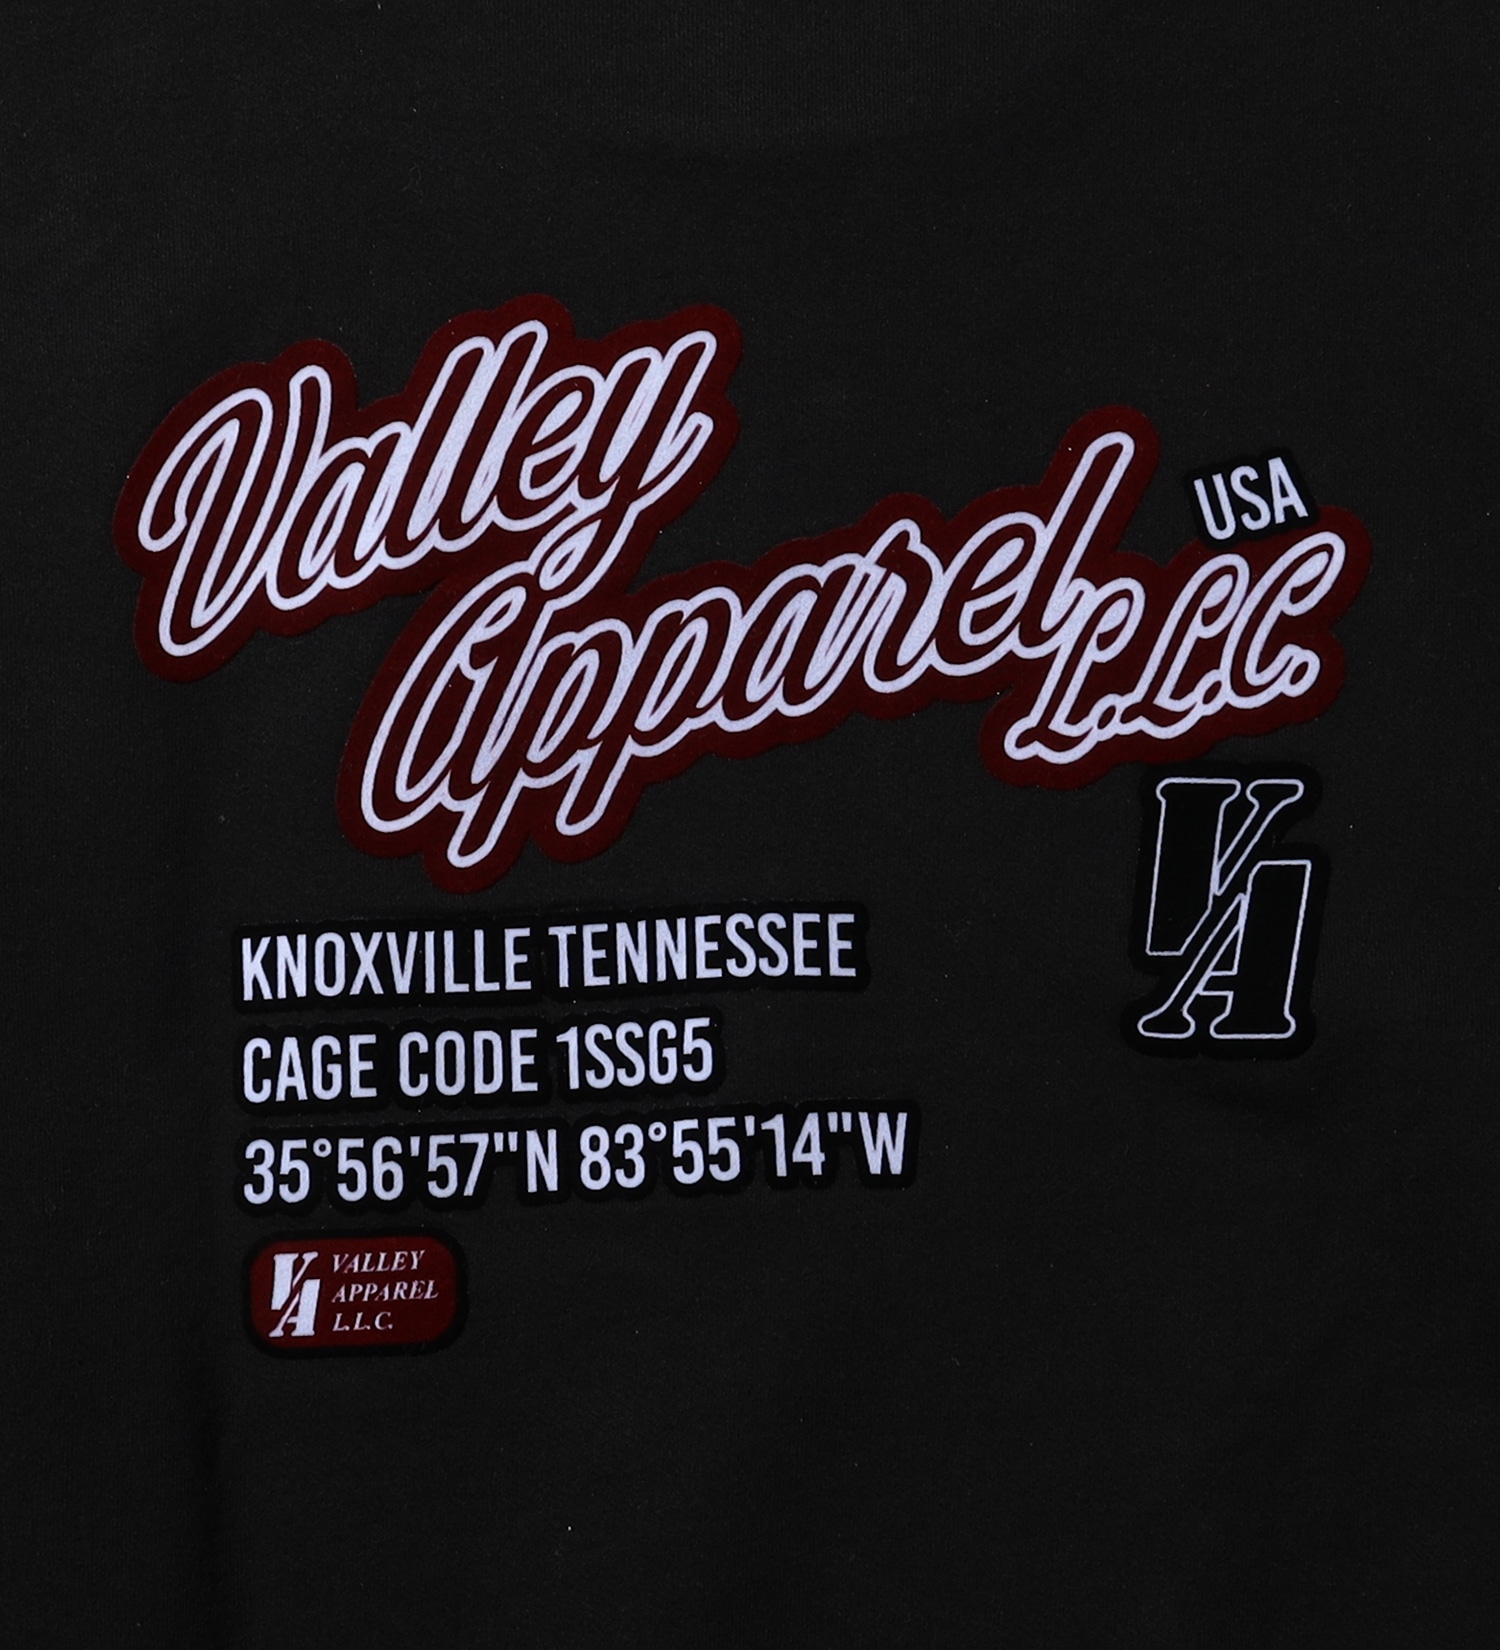 Valley
Apparel L.L.C.
USA
VA
KNOXVILLE TENNESSEE
CAGE CODE 1SSG5
35°56'57"N 83°55'14"W
VA
VALLEY
APPAREL
L.L.C.